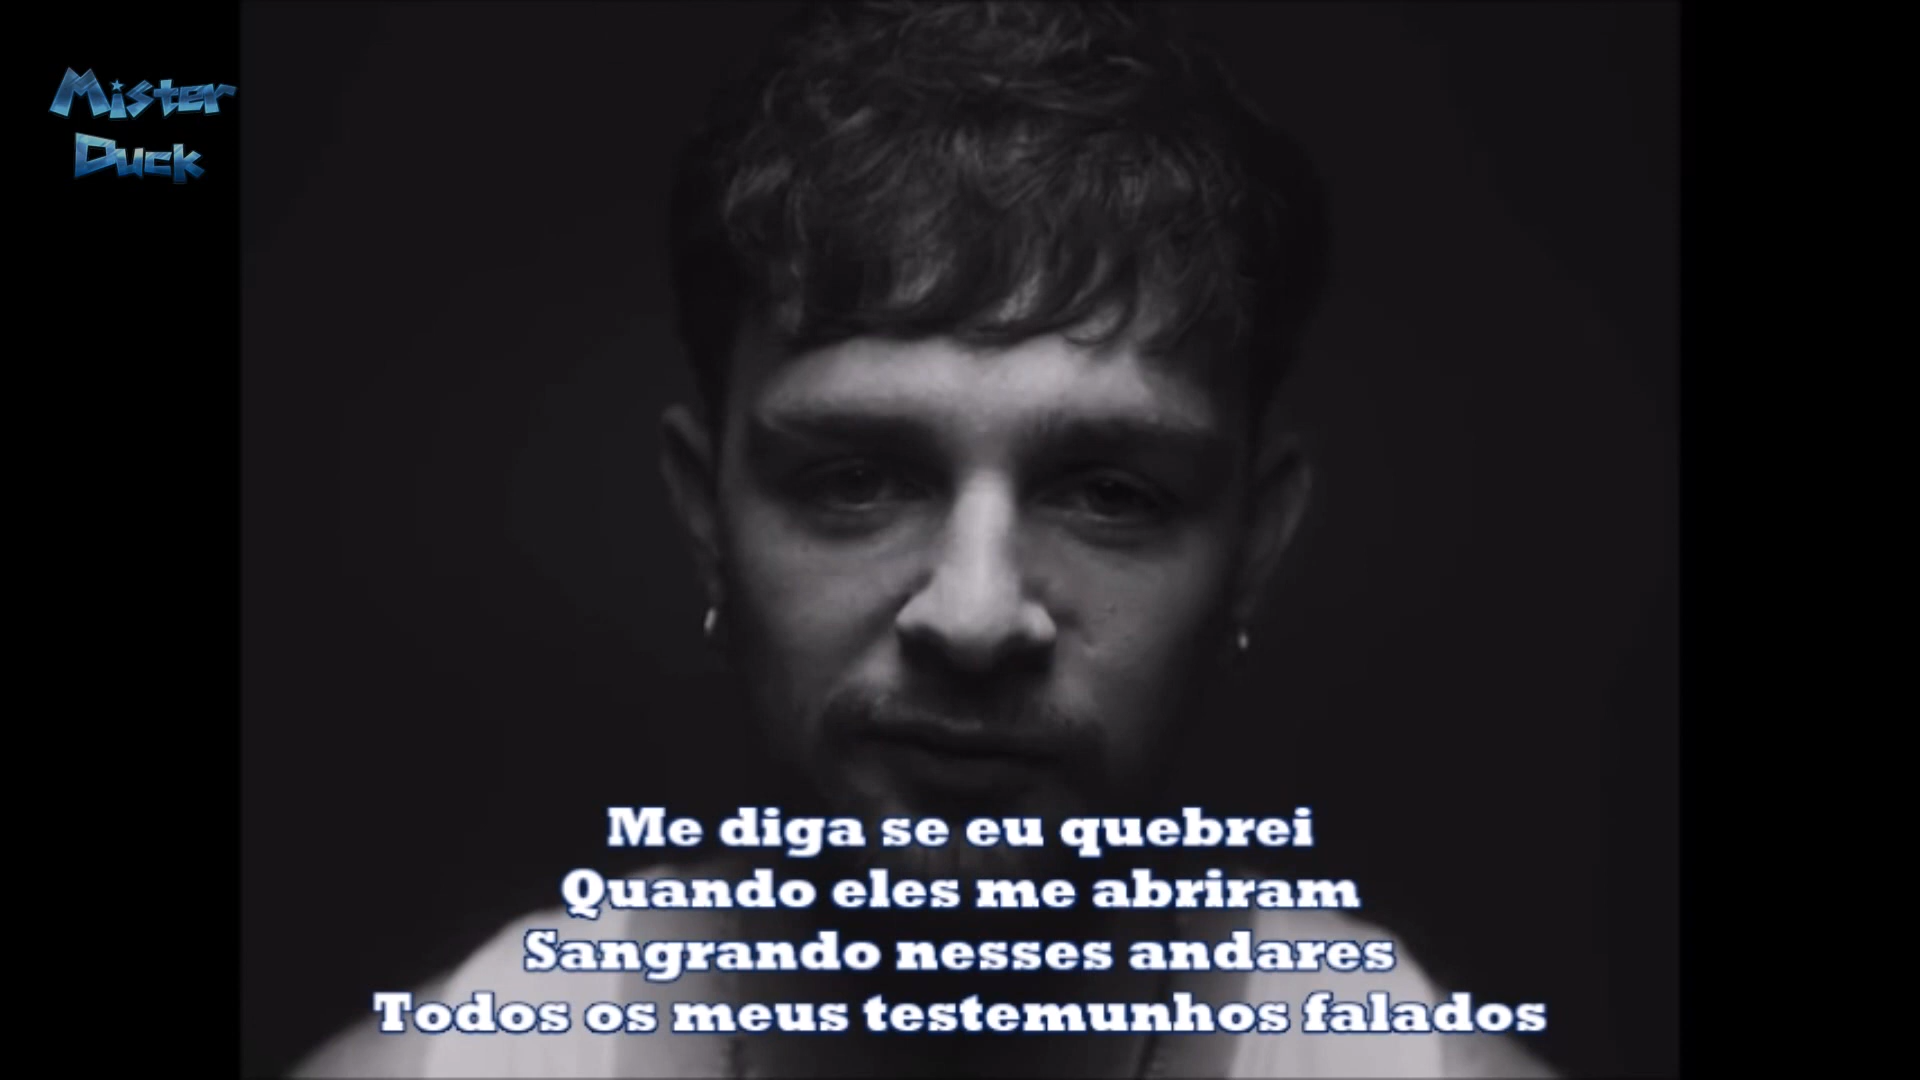 Mister
Duck
Me diga se eu quebrei
Quando eles me abriram
Sangrando nesses andares
Todos os meus testemunhos falados